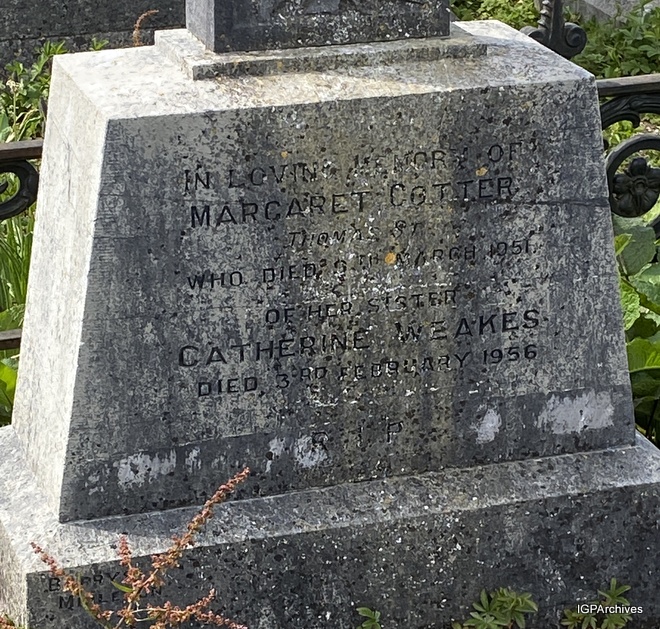 IN LOVING MEMORY OF
MARGARET COTTER
THOMAS ST
WHO DIED 9TH MARCH 1951
OF HER SISTER
CATHERINE WEAKES
DIED, 3RD FEBRUARY 1956
R I P
BARRY
IGPArchives